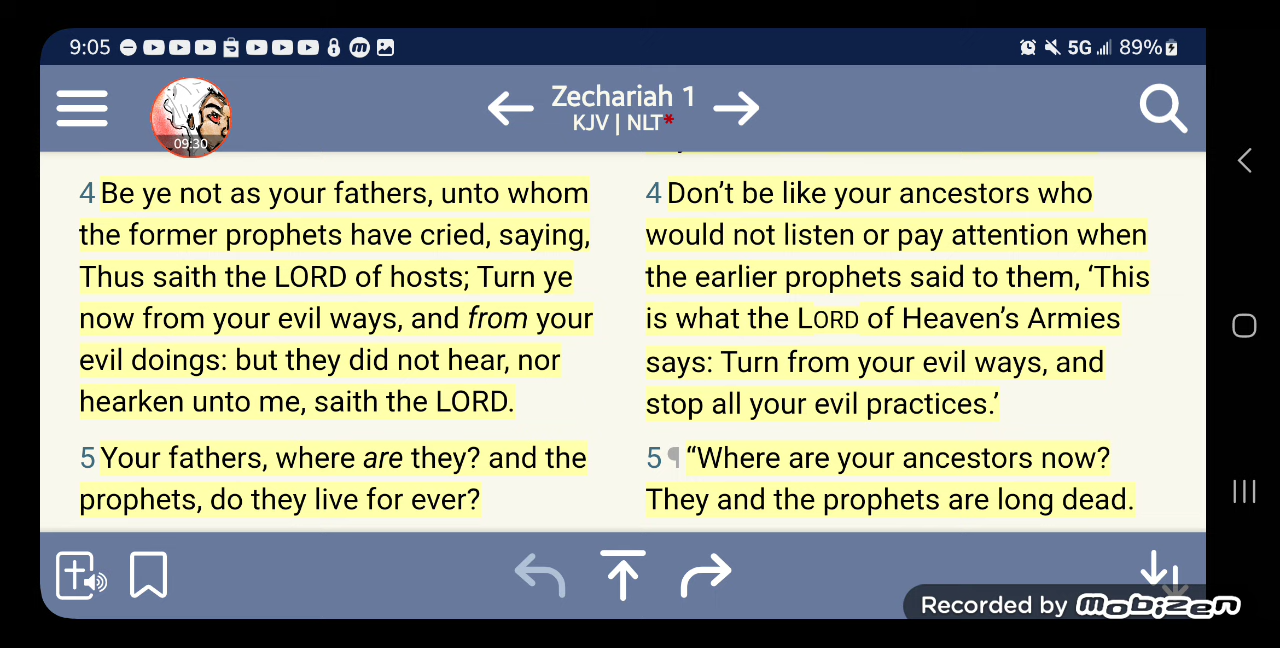 9:05
5G 89%
Zechariah 1
KJV | NLT*
09:30
4 Be ye not as your fathers, unto whom
the former prophets have cried, saying,
Thus saith the LORD of hosts; Turn ye
now from your evil ways, and from your
evil doings: but they did not hear, nor
hearken unto me, saith the LORD.
5 Your fathers, where are they? and the
prophets, do they live for ever?
4 Don’t be like your ancestors who
would not listen or pay attention when
the earlier prophets said to them, ‘This
is what the LORD of Heaven’s Armies
says: Turn from your evil ways, and
stop all your evil practices.’
5 ¶ “Where are your ancestors now?
They and the prophets are long dead.
Recorded by Mobizen